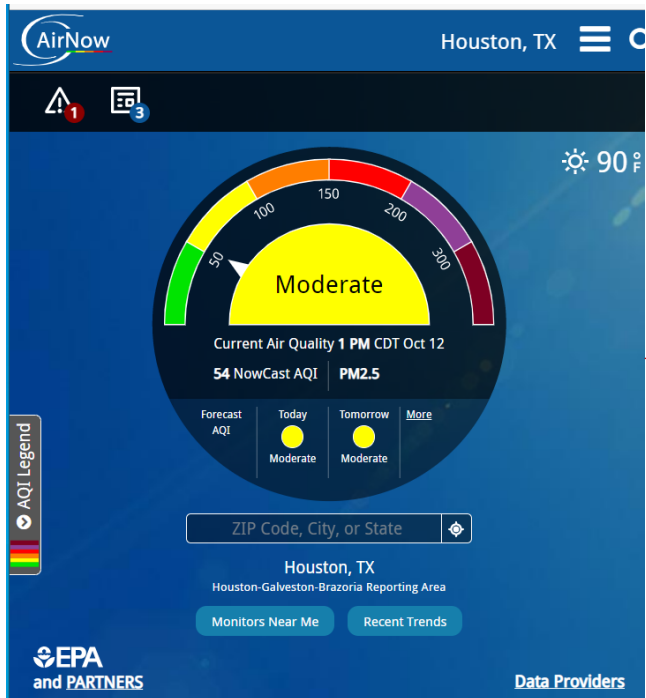 AirNow
Houston, TX
1
3
90 °F
50
100
150
200
300
Moderate
Current Air Quality 1 PM CDT Oct 12
54 NowCast AQI PM2.5
Forecast AQI
Today
Moderate
Tomorrow
Moderate
More
AQI Legend
ZIP Code, City, or State
Houston, TX
Houston-Galveston-Brazoria Reporting Area
Monitors Near Me
Recent Trends
EPA
and PARTNERS
Data Providers